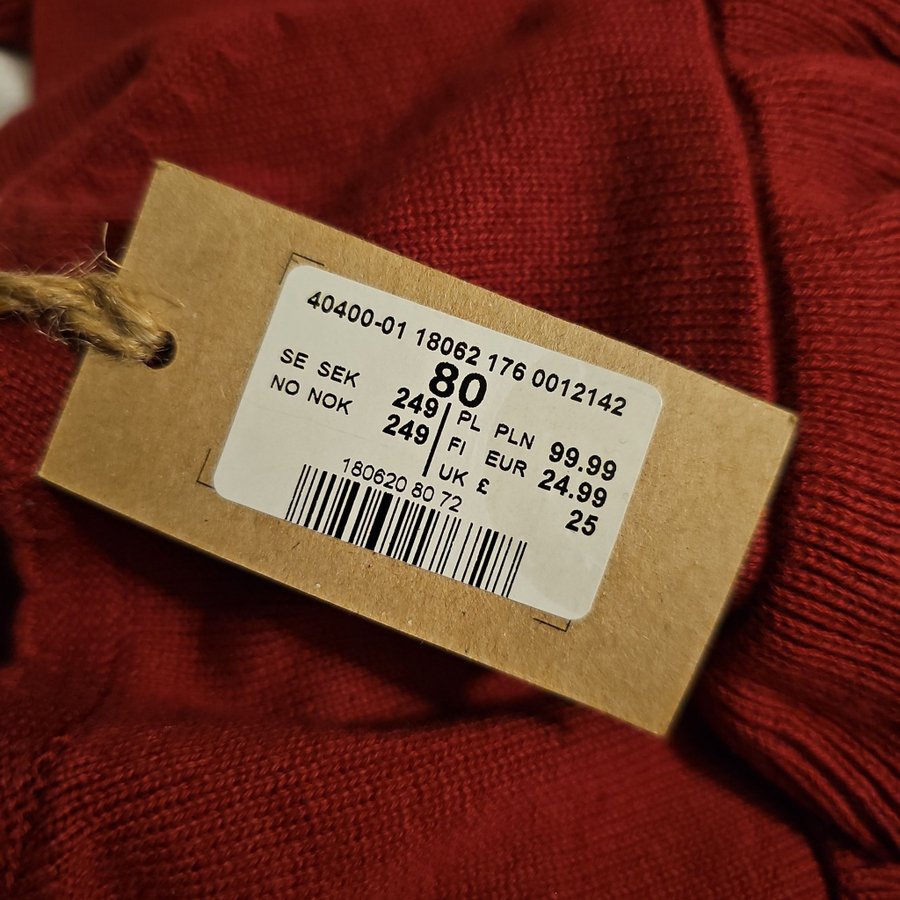 40400-01 18062 176 0012142
80
SE SEK 249
NO NOK 249
PL PLN 99.99
FI EUR 24.99
UK £ 25
180620 80 72